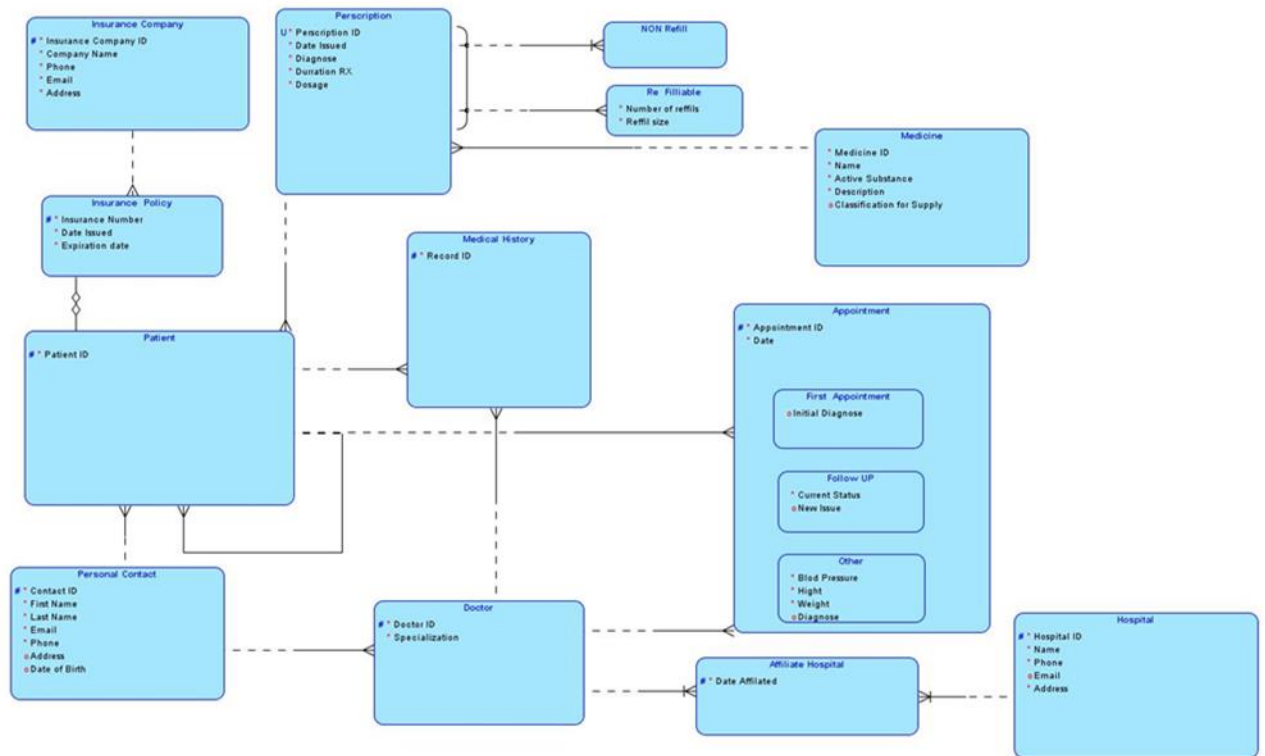 Insurance Company
# * Insurance Company ID
* Company Name
* Phone
* Email
* Address
Perscription
U * Perscription ID
* Date Issued
* Diagnose
* Durration RX
* Dosage
NON Refill
Re Filliable
* Number of reffils
* Reffil size
Medicine
* Medicine ID
* Name
* Active Substance
* Description
o Classification for Supply
Insurance Policy
# * Insurance Number
* Date Issued
* Expiration date
Medical History
# * Record ID
Patient
# * Patient ID
Appointment
# * Appointment ID
* Date
First Appointment
o Initial Diagnose
Follow UP
* Current Status
o New Issue
Other
* Blod Pressure
* Hight
* Weight
o Diagnose
Personal Contact
# * Contact ID
* First Name
* Last Name
* Email
* Phone
o Address
o Date of Birth
Doctor
# * Doctor ID
* Specialization
Affiliate Hospital
# * Date Affilated
Hospital
# * Hospital ID
* Name
* Phone
o Email
* Address